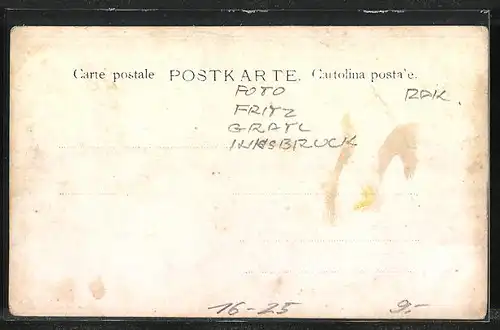 Carte postale POSTKARTE. Cartolina postale.
FOTO
RAK.
FRITZ
GRATL
INNSBRUCK
16-25 9.-